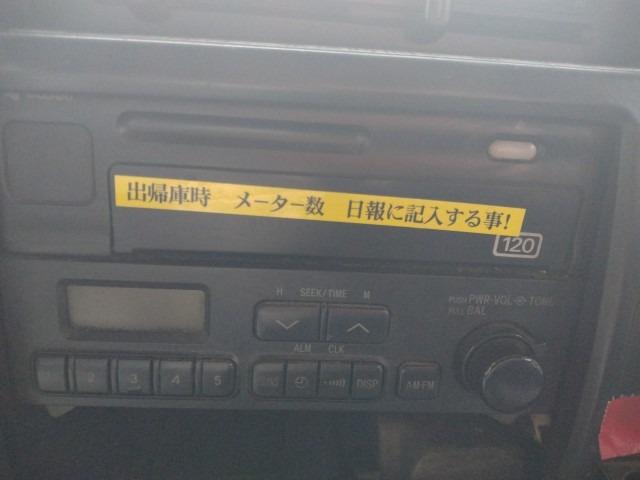 出帰庫時 メーター数 日報に記入する事!
120
H SEEK/TIME M
PUSH PWR-VOL TONE
PULL BAL
ALM CLK
1 2 3 4 5
DISP AM·FM